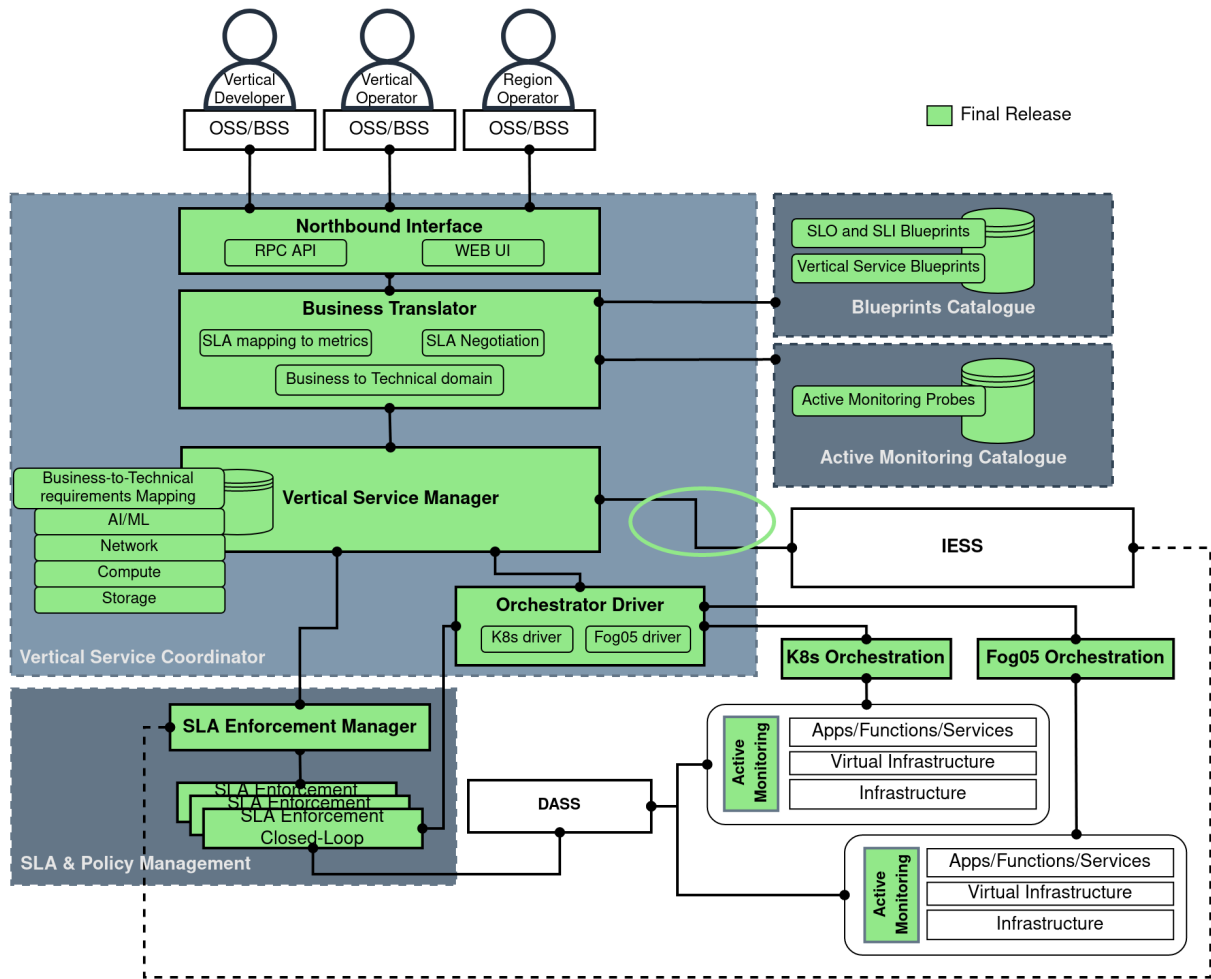 Vertical
Developer
Vertical
Operator
Region
Operator
OSS/BSS
OSS/BSS
OSS/BSS
Final Release
Northbound Interface
RPC API
WEB UI
Business Translator
SLA mapping to metrics
SLA Negotiation
Business to Technical domain
SLO and SLI Blueprints
Vertical Service Blueprints
Blueprints Catalogue
Active Monitoring Probes
Active Monitoring Catalogue
Business-to-Technical
requirements Mapping
AI/ML
Network
Compute
Storage
Vertical Service Manager
IESS
Orchestrator Driver
K8s driver
Fog05 driver
Vertical Service Coordinator
K8s Orchestration
Fog05 Orchestration
SLA Enforcement Manager
SLA Enforcement
SLA Enforcement
SLA Enforcement
Closed-Loop
SLA & Policy Management
DASS
Active
Monitoring
Apps/Functions/Services
Virtual Infrastructure
Infrastructure
Active
Monitoring
Apps/Functions/Services
Virtual Infrastructure
Infrastructure